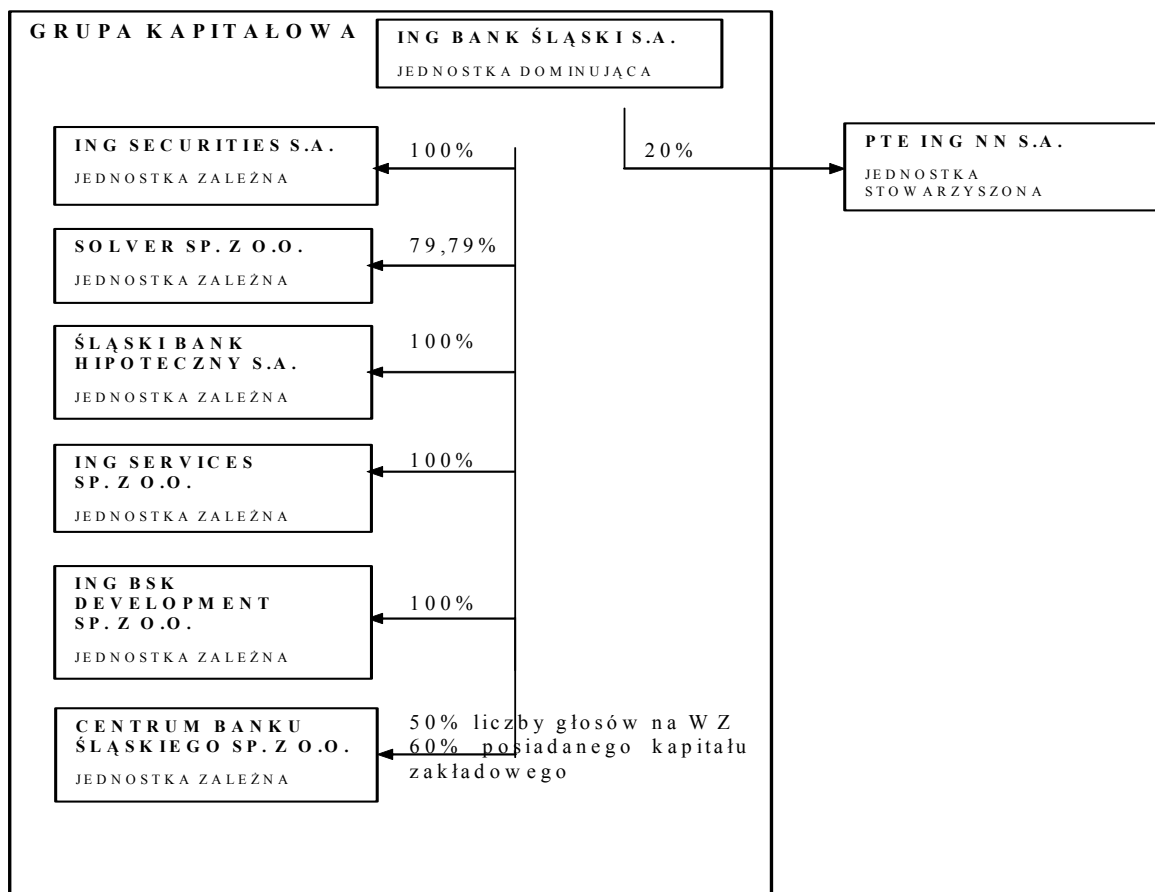 GRUPA KAPITAŁOWA
ING BANK ŚLĄSKI S.A.
JEDNOSTKA DOMINUJĄCA
ING SECURITIES S.A.
JEDNOSTKA ZALEŻNA
100%
20%
PTE ING NN S.A.
JEDNOSTKA
STOWARZYSZONA
SOLVER SP. Z O.O.
JEDNOSTKA ZALEŻNA
79,79%
ŚLĄSKI BANK
HIPOTECZNY S.A.
JEDNOSTKA ZALEŻNA
100%
ING SERVICES
SP. Z O.O.
JEDNOSTKA ZALEŻNA
100%
ING BSK
DEVELOPMENT
SP. Z O.O.
JEDNOSTKA ZALEŻNA
100%
CENTRUM BANKU
ŚLĄSKIEGO SP. Z O.O.
JEDNOSTKA ZALEŻNA
50% liczby głosów na WZ
60% posiadanego kapitału
zakładowego